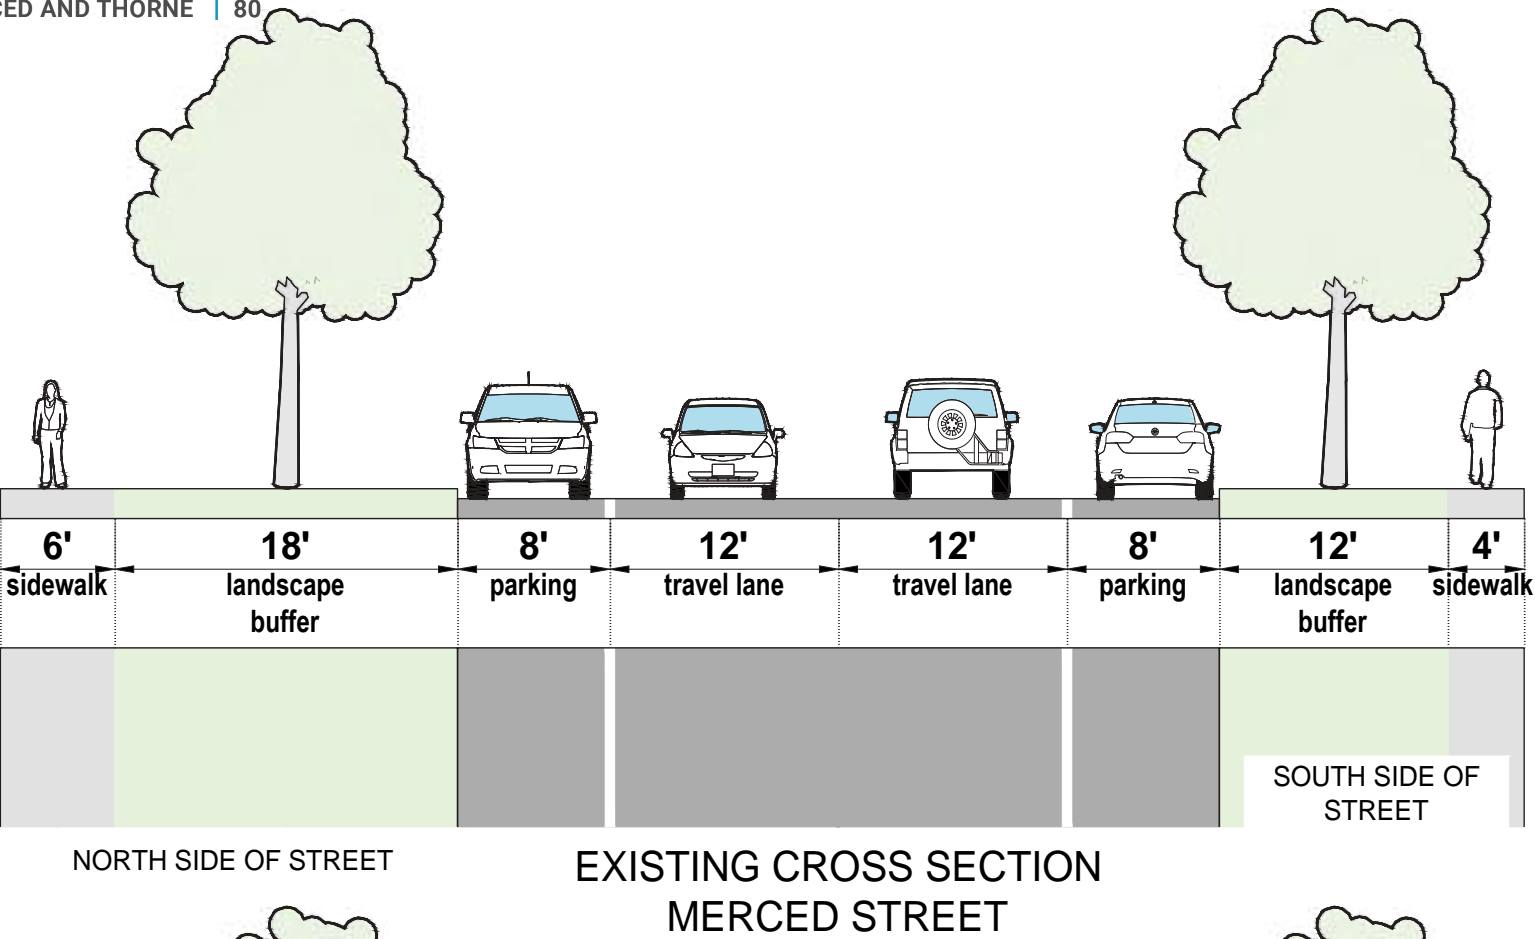 CED AND THORNE | 80
6' 18' 8' 12' 12' 8' 12' 4'
sidewalk landscape parking travel lane travel lane parking landscape sidewalk
buffer buffer
SOUTH SIDE OF
STREET
NORTH SIDE OF STREET
EXISTING CROSS SECTION
MERCED STREET